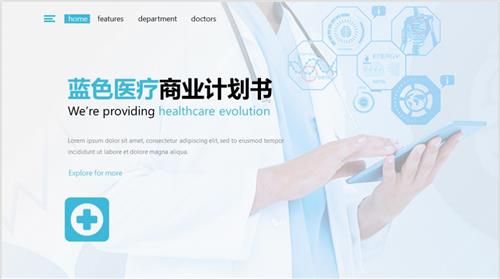 home features department doctors
蓝色医疗商业计划书
We're providing healthcare evolution
Lorem ipsum dolor sit amet, consectetur adipiscing elit, sed to eiusmod tempor
incididunt ut labore et dolore magna aliqua.
Explore for more
ENERGY